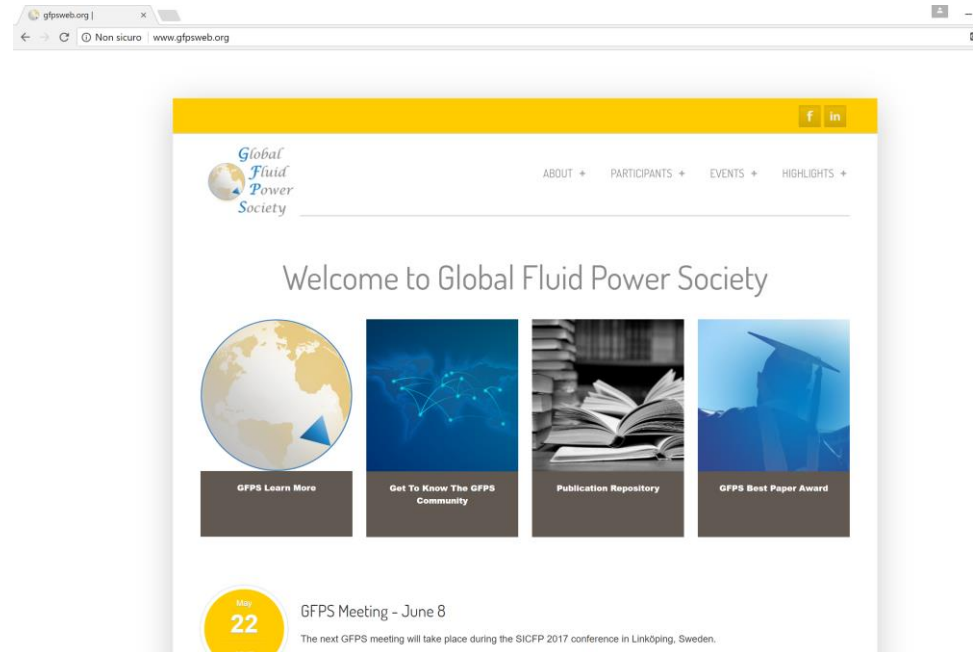 gfpsweb.org |
Non sicuro www.gfpsweb.org
f in
Global
Fluid
Power
Society
ABOUT + PARTICIPANTS + EVENTS + HIGHLIGHTS +
Welcome to Global Fluid Power Society
GFPS Learn More
Get To Know The GFPS
Community
Publication Repository
GFPS Best Paper Award
May
22
GFPS Meeting - June 8
The next GFPS meeting will take place during the SICFP 2017 conference in Linköping, Sweden.